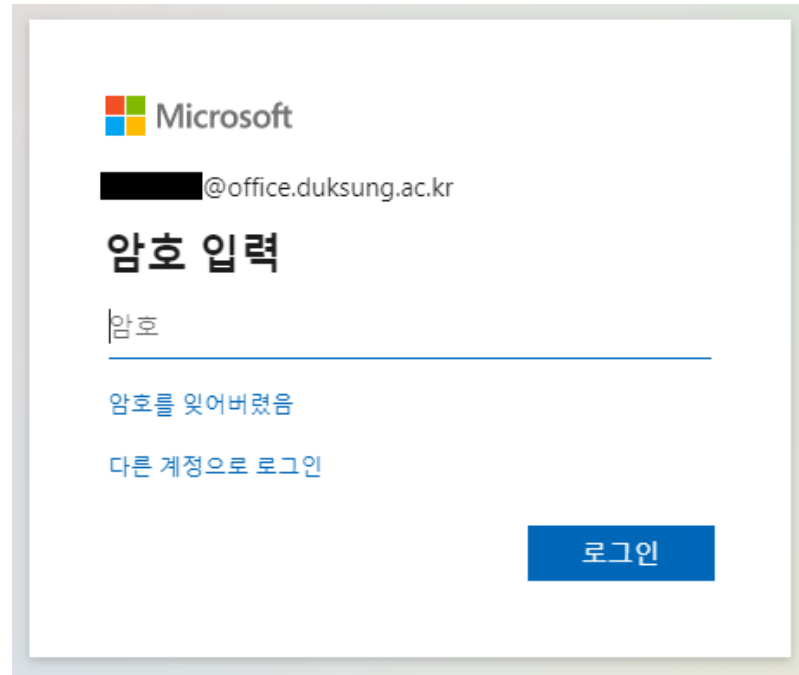 Microsoft
@office.duksung.ac.kr
암호 입력
암호
암호를 잊어버렸음
다른 계정으로 로그인
로그인